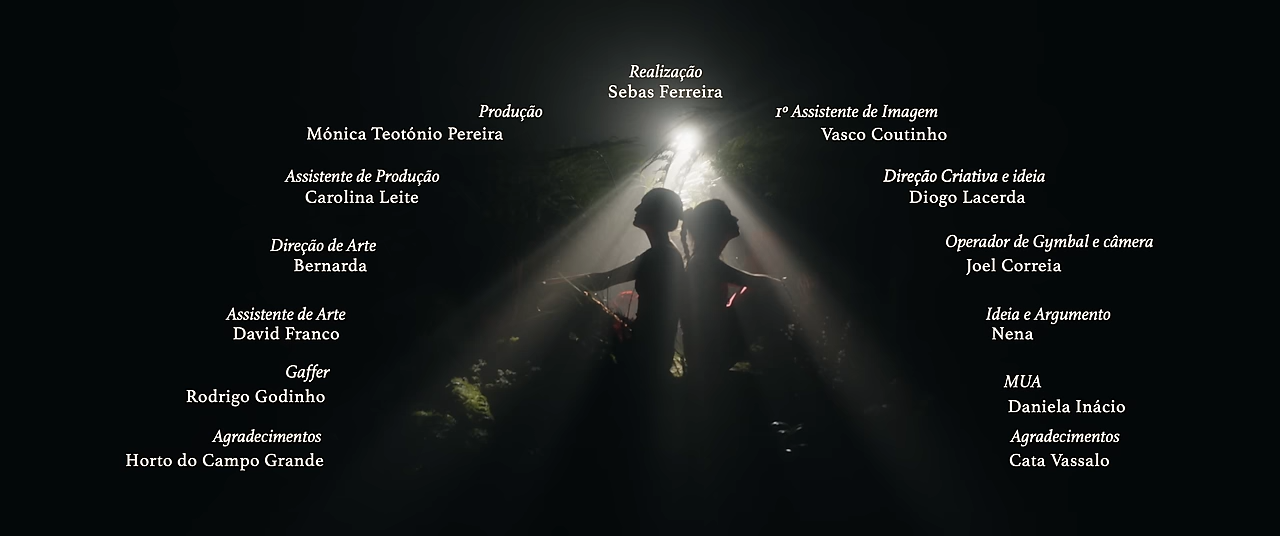 Realização
Sebas Ferreira
Produção
Mónica Teotónio Pereira
Assistente de Produção
Carolina Leite
Direção de Arte
Bernarda
Assistente de Arte
David Franco
Gaffer
Rodrigo Godinho
Agradecimentos
Horto do Campo Grande
1º Assistente de Imagem
Vasco Coutinho
Direção Criativa e ideia
Diogo Lacerda
Operador de Gymbal e câmera
Joel Correia
Ideia e Argumento
Nena
MUA
Daniela Inácio
Agradecimentos
Cata Vassalo